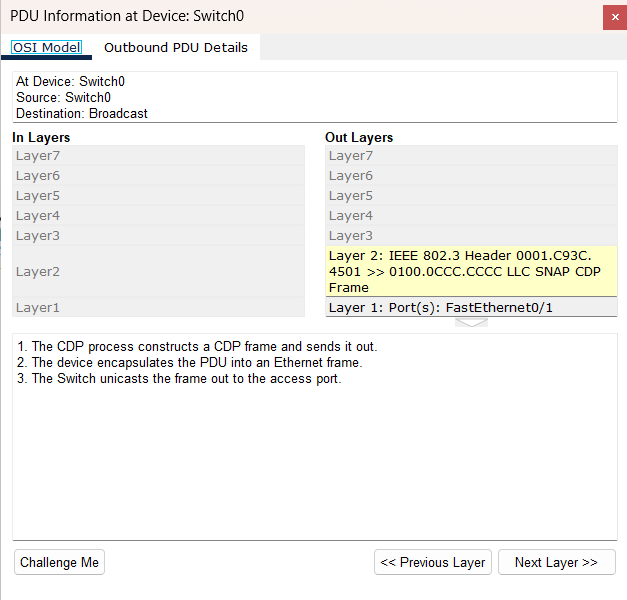 PDU Information at Device: Switch0
OSI Model
Outbound PDU Details
At Device: Switch0
Source: Switch0
Destination: Broadcast
In Layers
Layer7
Layer6
Layer5
Layer4
Layer3
Layer2
Layer1
Out Layers
Layer7
Layer6
Layer5
Layer4
Layer3
Layer 2: IEEE 802.3 Header 0001.C93C.
4501 >> 0100.0CCC.CCCC LLC SNAP CDP
Frame
Layer 1: Port(s): FastEthernet0/1
1. The CDP process constructs a CDP frame and sends it out.
2. The device encapsulates the PDU into an Ethernet frame.
3. The Switch unicasts the frame out to the access port.
Challenge Me
<< Previous Layer
Next Layer >>